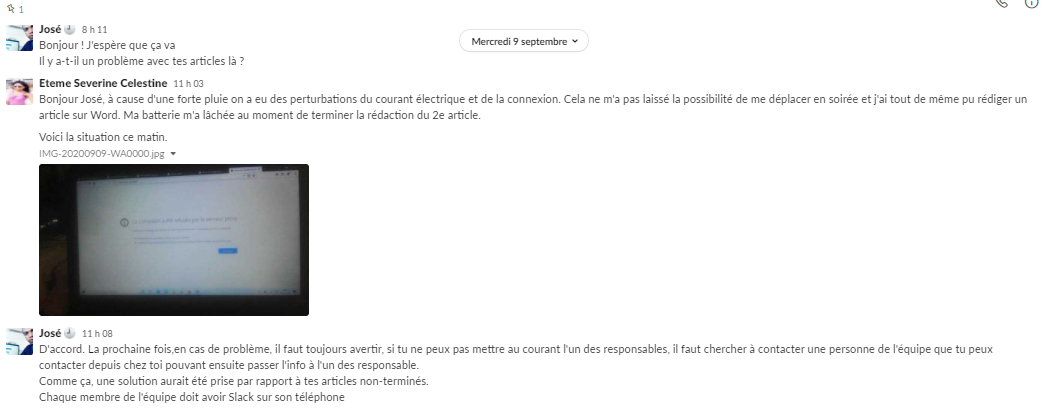 1
José 8 h 11
Mercredi 9 septembre
Bonjour ! J'espère que ça va
Il y a-t-il un problème avec tes articles là ?
Eteme Severine Celestine 11 h 03
Bonjour José, à cause d'une forte pluie on a eu des perturbations du courant électrique et de la connexion. Cela ne m'a pas laissé la possibilité de me déplacer en soirée et j'ai tout de même pu rédiger un
article sur Word. Ma batterie m'a lâchée au moment de terminer la rédaction du 2e article.
Voici la situation ce matin.
IMG-20200909-WA0000.jpg
José 11 h 08
D'accord. La prochaine fois,en cas de problème, il faut toujours avertir, si tu ne peux pas mettre au courant l'un des responsables, il faut chercher à contacter une personne de l'équipe que tu peux
contacter depuis chez toi pouvant ensuite passer l'info à l'un des responsable.
Comme ça, une solution aurait été prise par rapport à tes articles non-terminés.
Chaque membre de l'équipe doit avoir Slack sur son téléphone